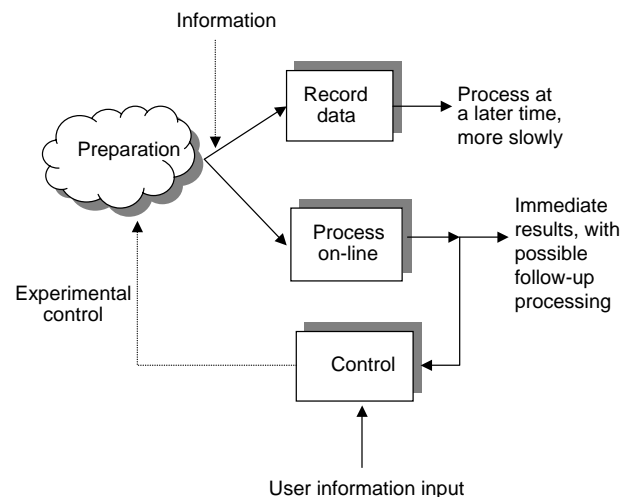 Information
Record
data
Process at
a later time,
more slowly
Preparation
Process
on-line
Immediate
results, with
possible
follow-up
processing
Experimental
control
Control
User information input